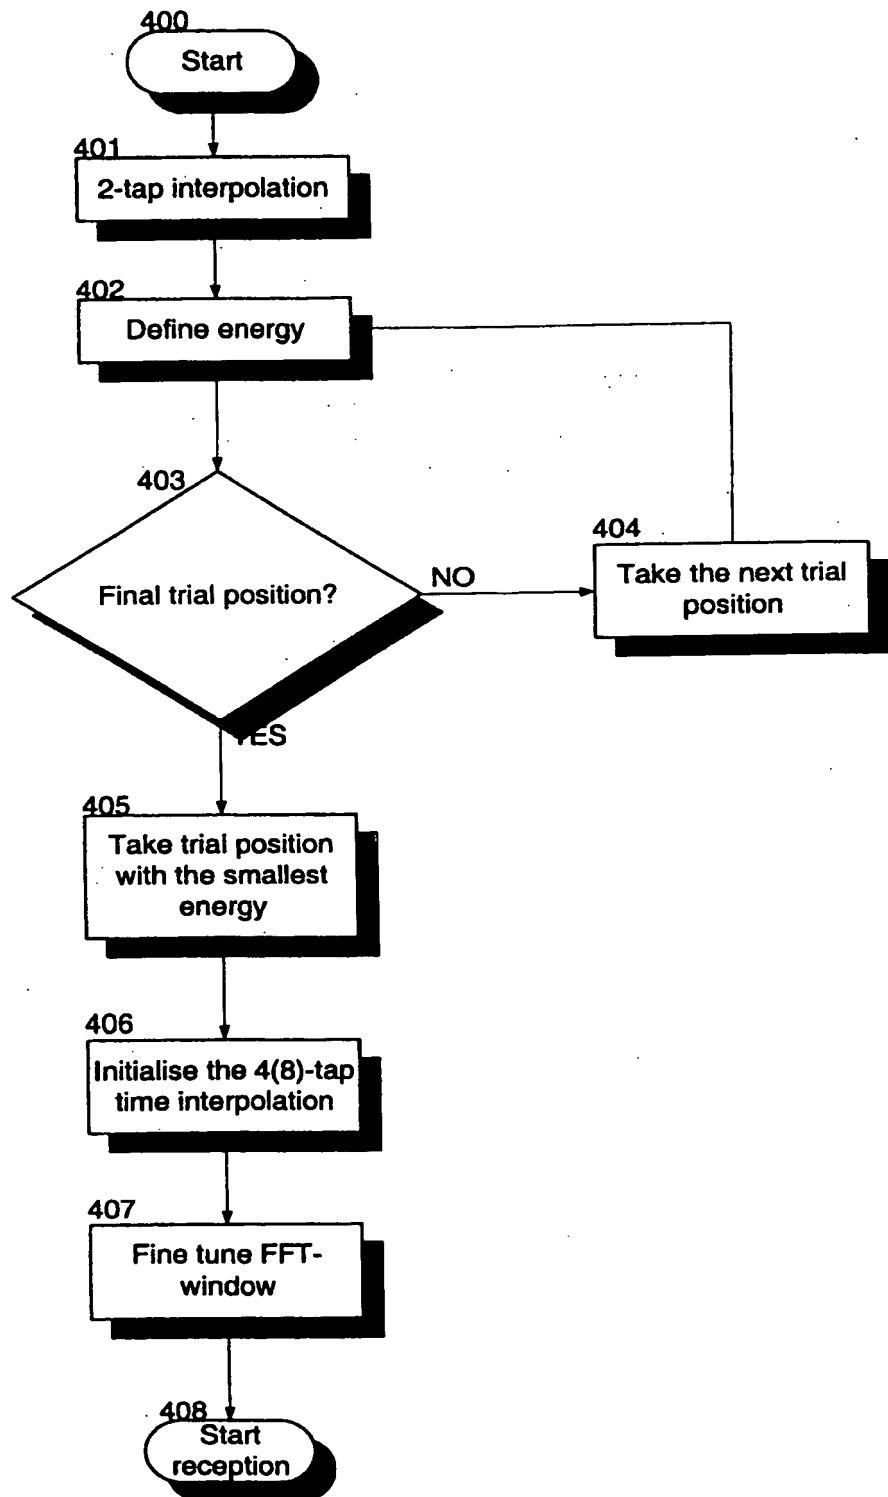 400
Start
401
2-tap interpolation
402
Define energy
403
Final trial position?
NO
404
Take the next trial
position
YES
405
Take trial position
with the smallest
energy
406
Initialise the 4(8)-tap
time interpolation
407
Fine tune FFT-
window
408
Start
reception